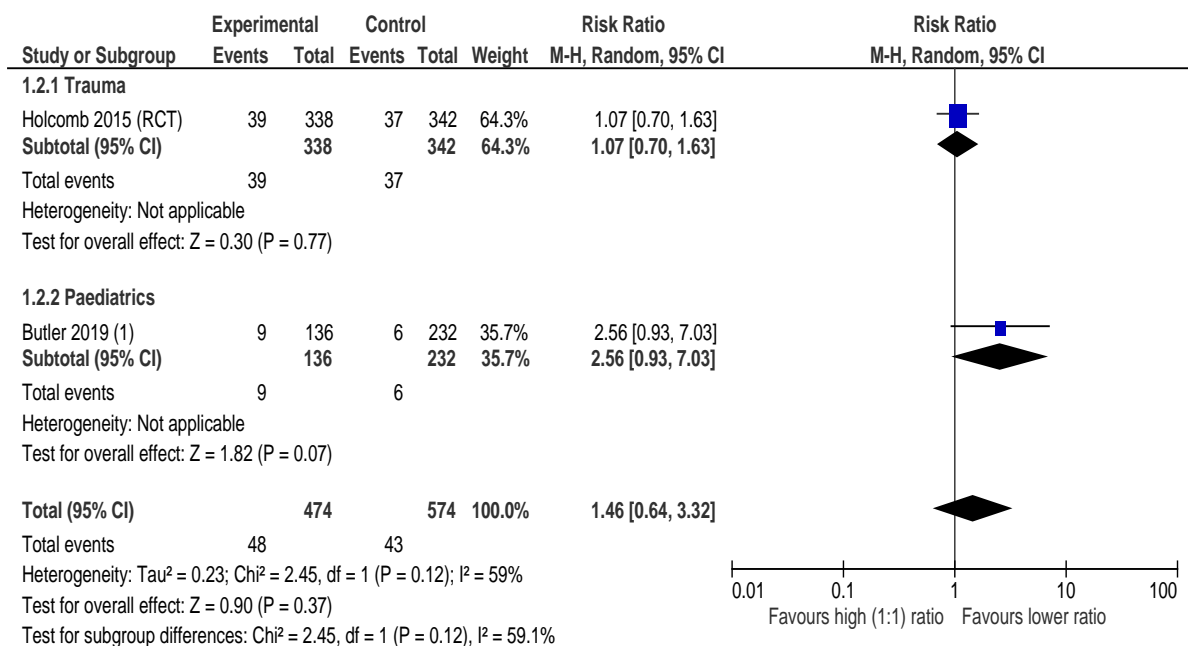 Experimental Control Risk Ratio Risk Ratio
Study or Subgroup Events Total Events Total Weight M-H, Random, 95% CI M-H, Random, 95% CI
1.2.1 Trauma
Holcomb 2015 (RCT) 39 338 37 342 64.3% 1.07 [0.70, 1.63]
Subtotal (95% CI) 338 342 64.3% 1.07 [0.70, 1.63]
Total events 39 37
Heterogeneity: Not applicable
Test for overall effect: Z = 0.30 (P = 0.77)
1.2.2 Paediatrics
Butler 2019 (1) 9 136 6 232 35.7% 2.56 [0.93, 7.03]
Subtotal (95% CI) 136 232 35.7% 2.56 [0.93, 7.03]
Total events 9 6
Heterogeneity: Not applicable
Test for overall effect: Z = 1.82 (P = 0.07)
Total (95% CI) 474 574 100.0% 1.46 [0.64, 3.32]
Total events 48 43
Heterogeneity: Tau² = 0.23; Chi² = 2.45, df = 1 (P = 0.12); I² = 59%
Test for overall effect: Z = 0.90 (P = 0.37)
Test for subgroup differences: Chi² = 2.45, df = 1 (P = 0.12), I² = 59.1%
0.01 0.1 1 10 100
Favours high (1:1) ratio Favours lower ratio